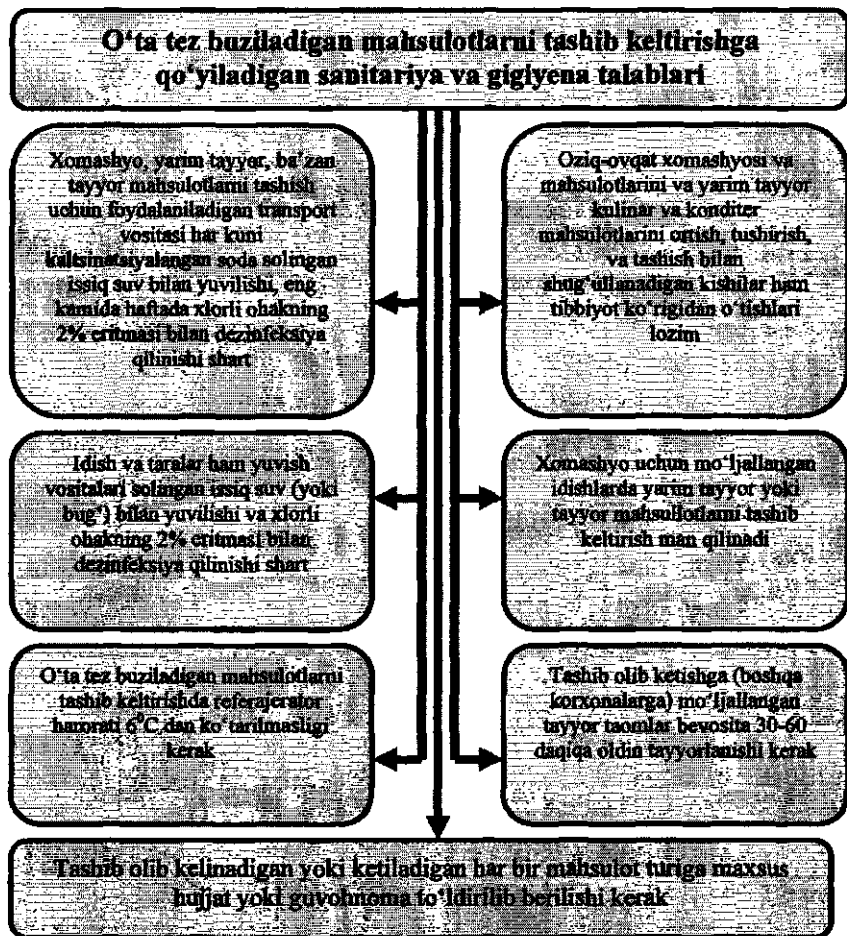 O‘ta tez buziladigan mahsulotlarni tashib keltirishga
qo‘yiladigan sanitariya va gigiyena talablari
Xomashyo, yarim tayyor, ba’zan
tayyor mahsulotlarni tashish
uchun foydalaniladigan transport
vositasi har kuni
kaltsinatsiyalangan soda solingan
issiq suv bilan yuvilishi, eng
kamida haftada xlorli ohakning
2% eritmasi bilan dezinfeksiya
qilinishi shart
Oziq-ovqat xomashyosi va
mahsulotlarini va yarim tayyor
kulinar va konditer
mahsulotlarini ortish, tushirish,
va tashish bilan
shug‘ullanadigan kishilar ham
tibbiyot ko‘rigidan o‘tishlari
lozim
Idish va taralar ham yuvish
vositalari solingan issiq suv (yoki
bug‘) bilan yuvilishi va xlorli
ohakning 2% eritmasi bilan
dezinfeksiya qilinishi shart
Xomashyo uchun mo‘ljallangan
idishlarda yarim tayyor yoki
tayyor mahsullotlarni tashib
keltirish man qilinadi
O‘ta tez buziladigan mahsulotlarni
tashib keltirishda referajerator
harorati 6⁰C dan ko‘tarilmasligi
kerak
Tashib olib ketishga (boshqa
korxonalarga) mo‘ljallangan
tayyor taomlar bevosita 30-60
daqiqa oldin tayyorlanishi kerak
Tashib olib kelinadigan yoki ketiladigan har bir mahsulot turiga maxsus
hujjat yoki guvohnoma to‘ldirilib berilishi kerak